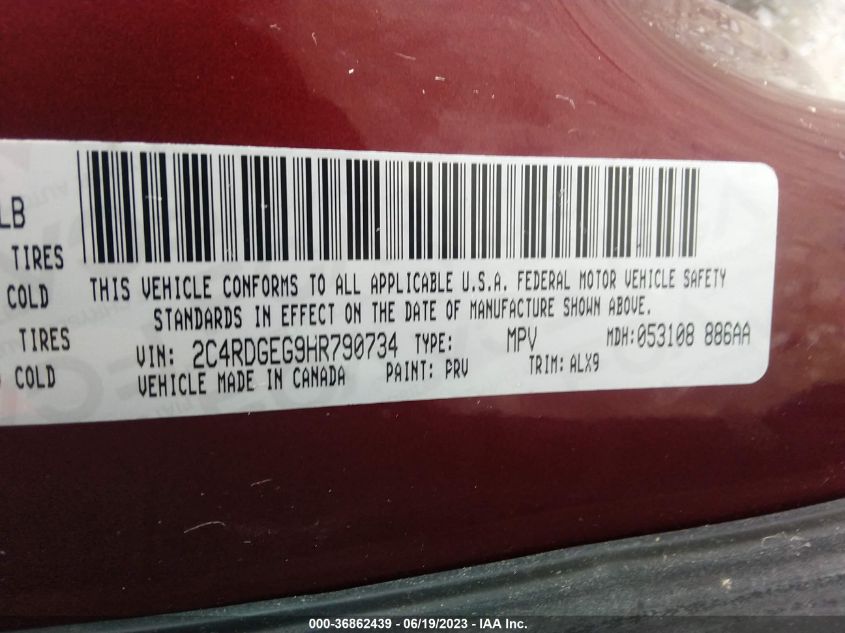 LB
TIRES
COLD
TIRES
COLD
THIS VEHICLE CONFORMS TO ALL APPLICABLE U.S.A. FEDERAL MOTOR VEHICLE SAFETY
STANDARDS IN EFFECT ON THE DATE OF MANUFACTURE SHOWN ABOVE.
VIN: 2C4RDGEG9HR790734 TYPE: MPV MDH:053108 886AA
VEHICLE MADE IN CANADA PAINT: PRV TRIM: ALX9
000-36862439 - 06/19/2023 - IAA Inc.